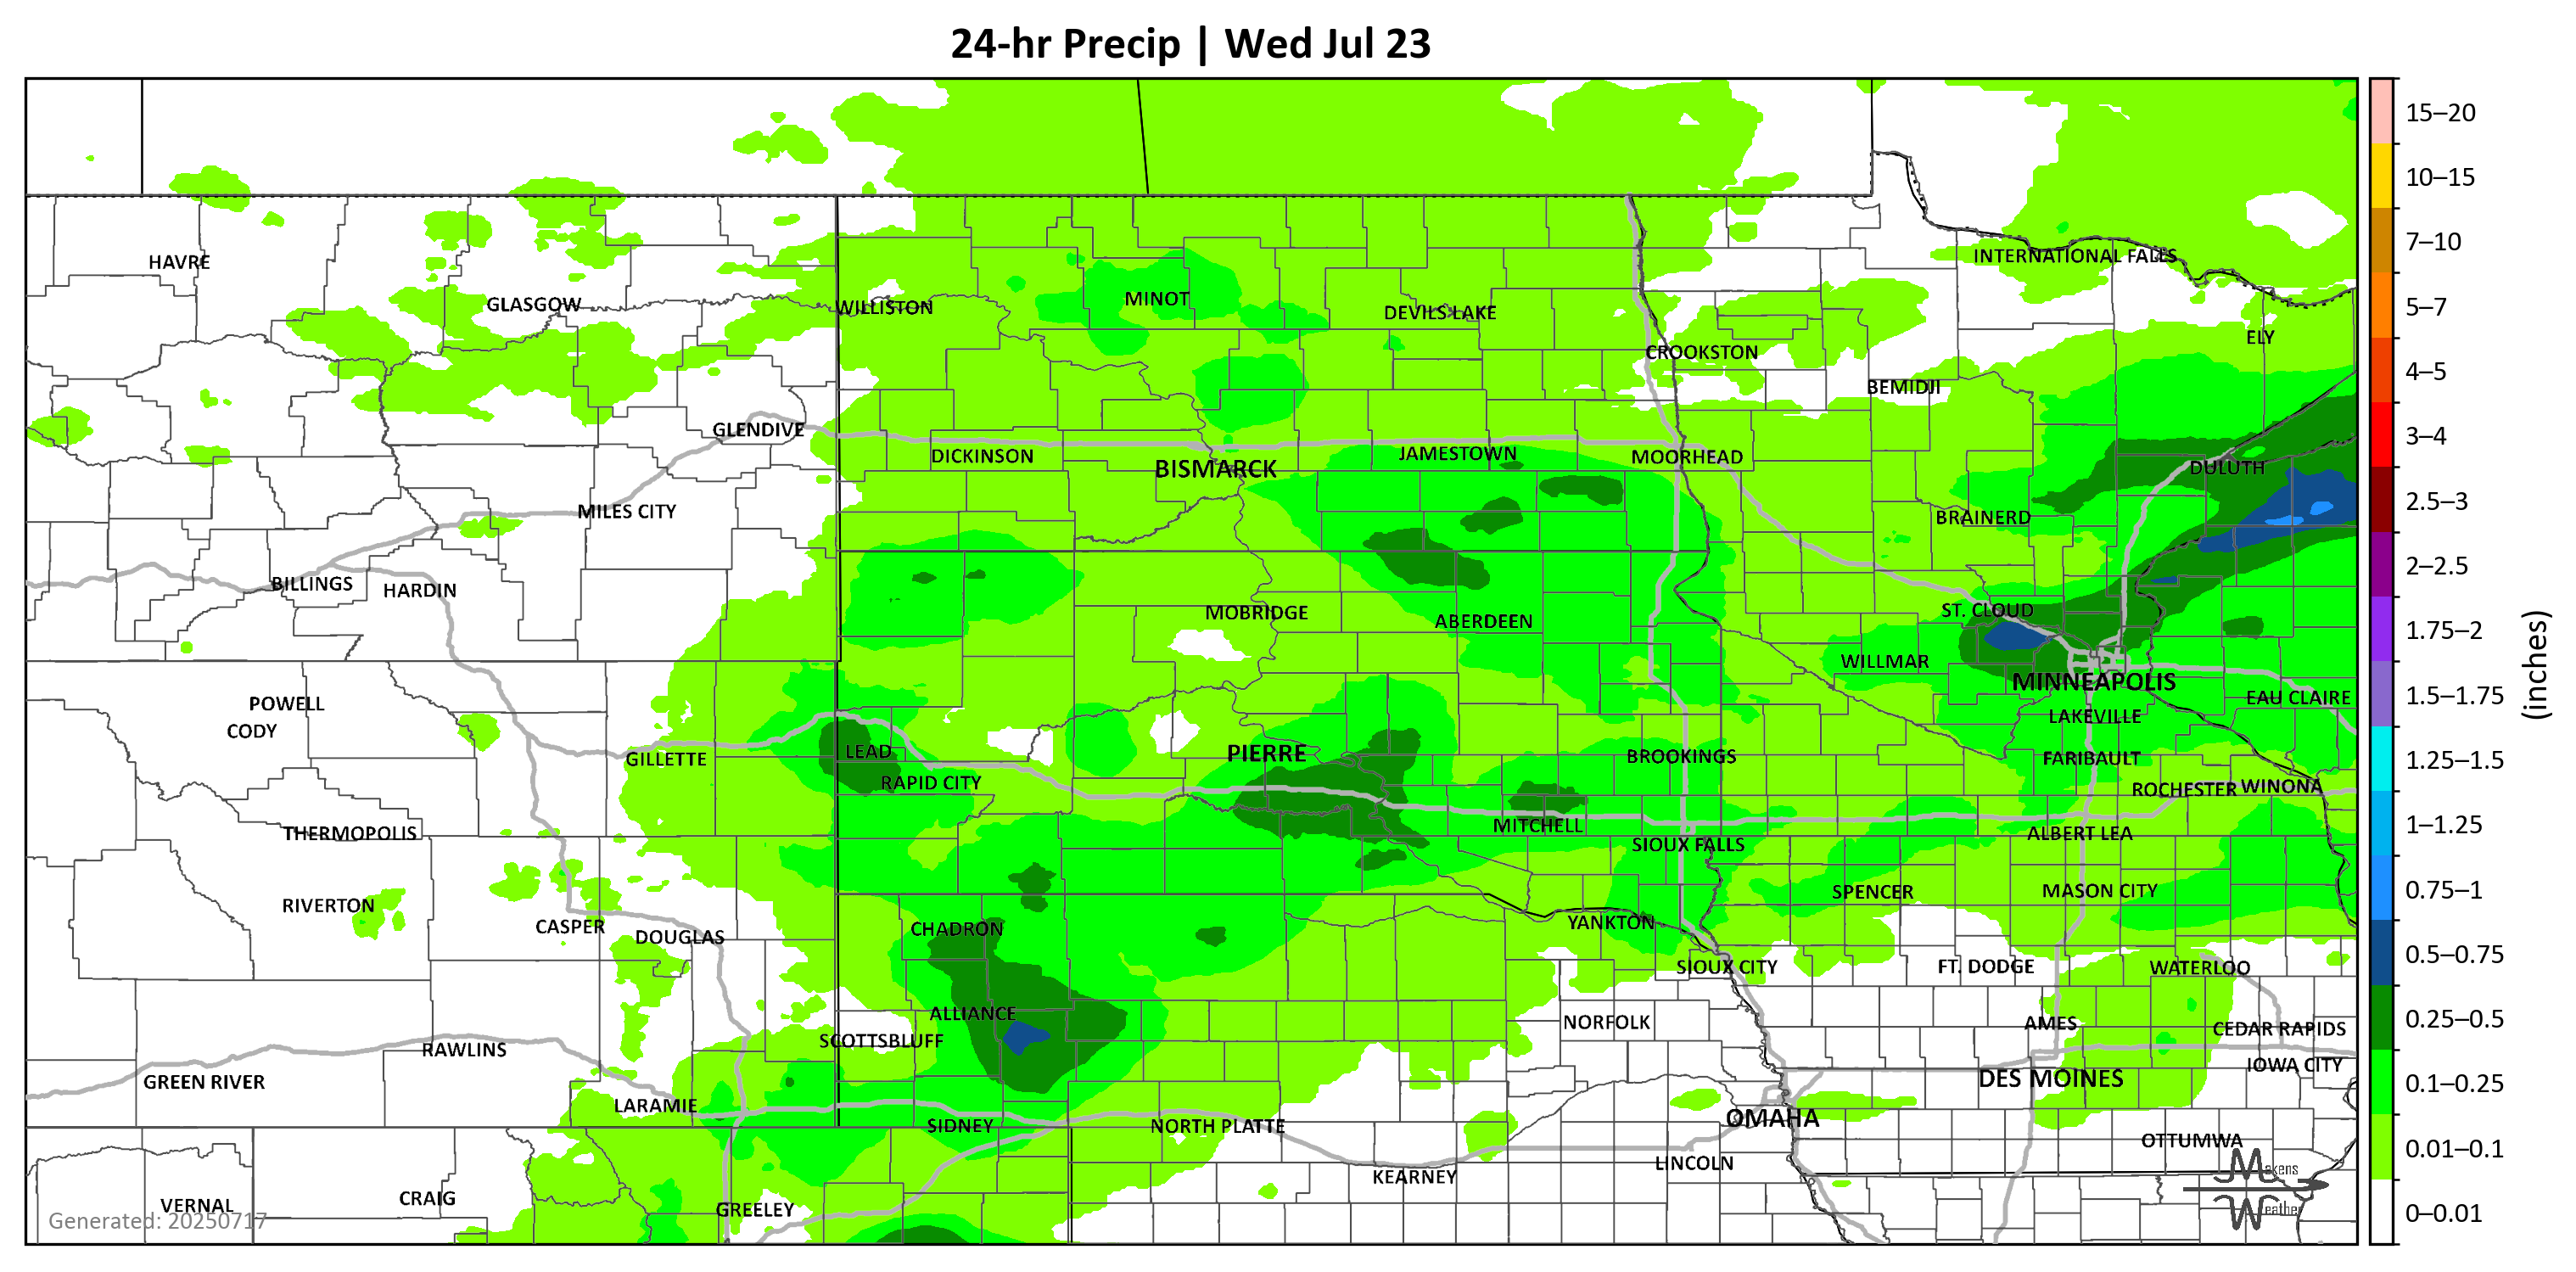 24-hr Precip | Wed Jul 23
15–20
10–15
7–10
5–7
4–5
3–4
2.5–3
2–2.5
1.75–2
1.5–1.75
1.25–1.5
1–1.25
0.75–1
0.5–0.75
0.25–0.5
0.1–0.25
0.01–0.1
0–0.01
(inches)
HAVRE
GLASGOW
WILLISTON
MINOT
DEVILS LAKE
INTERNATIONAL FALLS
ELY
CROOKSTON
BEMIDJI
GLENDIVE
DICKINSON
BISMARCK
JAMESTOWN
MOORHEAD
DULUTH
MILES CITY
BRAINERD
BILLINGS
HARDIN
MOBRIDGE
ABERDEEN
ST. CLOUD
WILLMAR
MINNEAPOLIS
EAU CLAIRE
POWELL
CODY
LAKEVILLE
GILLETTE
LEAD
PIERRE
BROOKINGS
FARIBAULT
RAPID CITY
ROCHESTER
WINONA
THERMOPOLIS
MITCHELL
SIOUX FALLS
ALBERT LEA
RIVERTON
SPENCER
MASON CITY
CASPER
DOUGLAS
CHADRON
YANKTON
SIOUX CITY
FT. DODGE
WATERLOO
ALLIANCE
SCOTTSBLUFF
NORFOLK
AMES
CEDAR RAPIDS
RAWLINS
GREEN RIVER
DES MOINES
IOWA CITY
LARAMIE
SIDNEY
NORTH PLATTE
OMAHA
OTTUMWA
KEARNEY
LINCOLN
VERNAL
CRAIG
GREELEY
Generated: 20250717
Makens
Weather